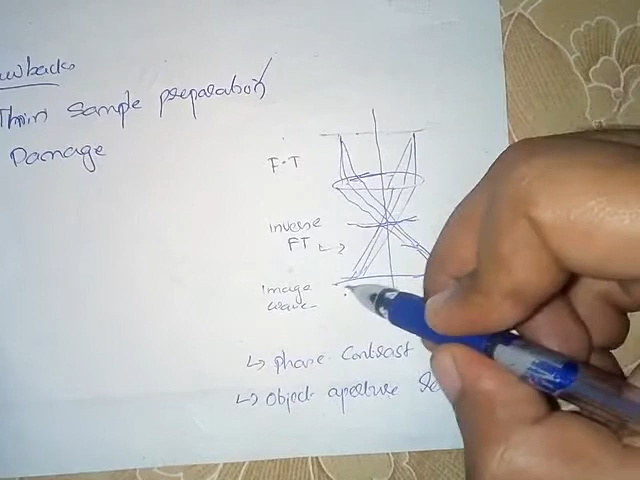 Thin Sample preparation
Damage
F.T
inverse
FT
image
wave
↳ phase contrast
↳ object aperture